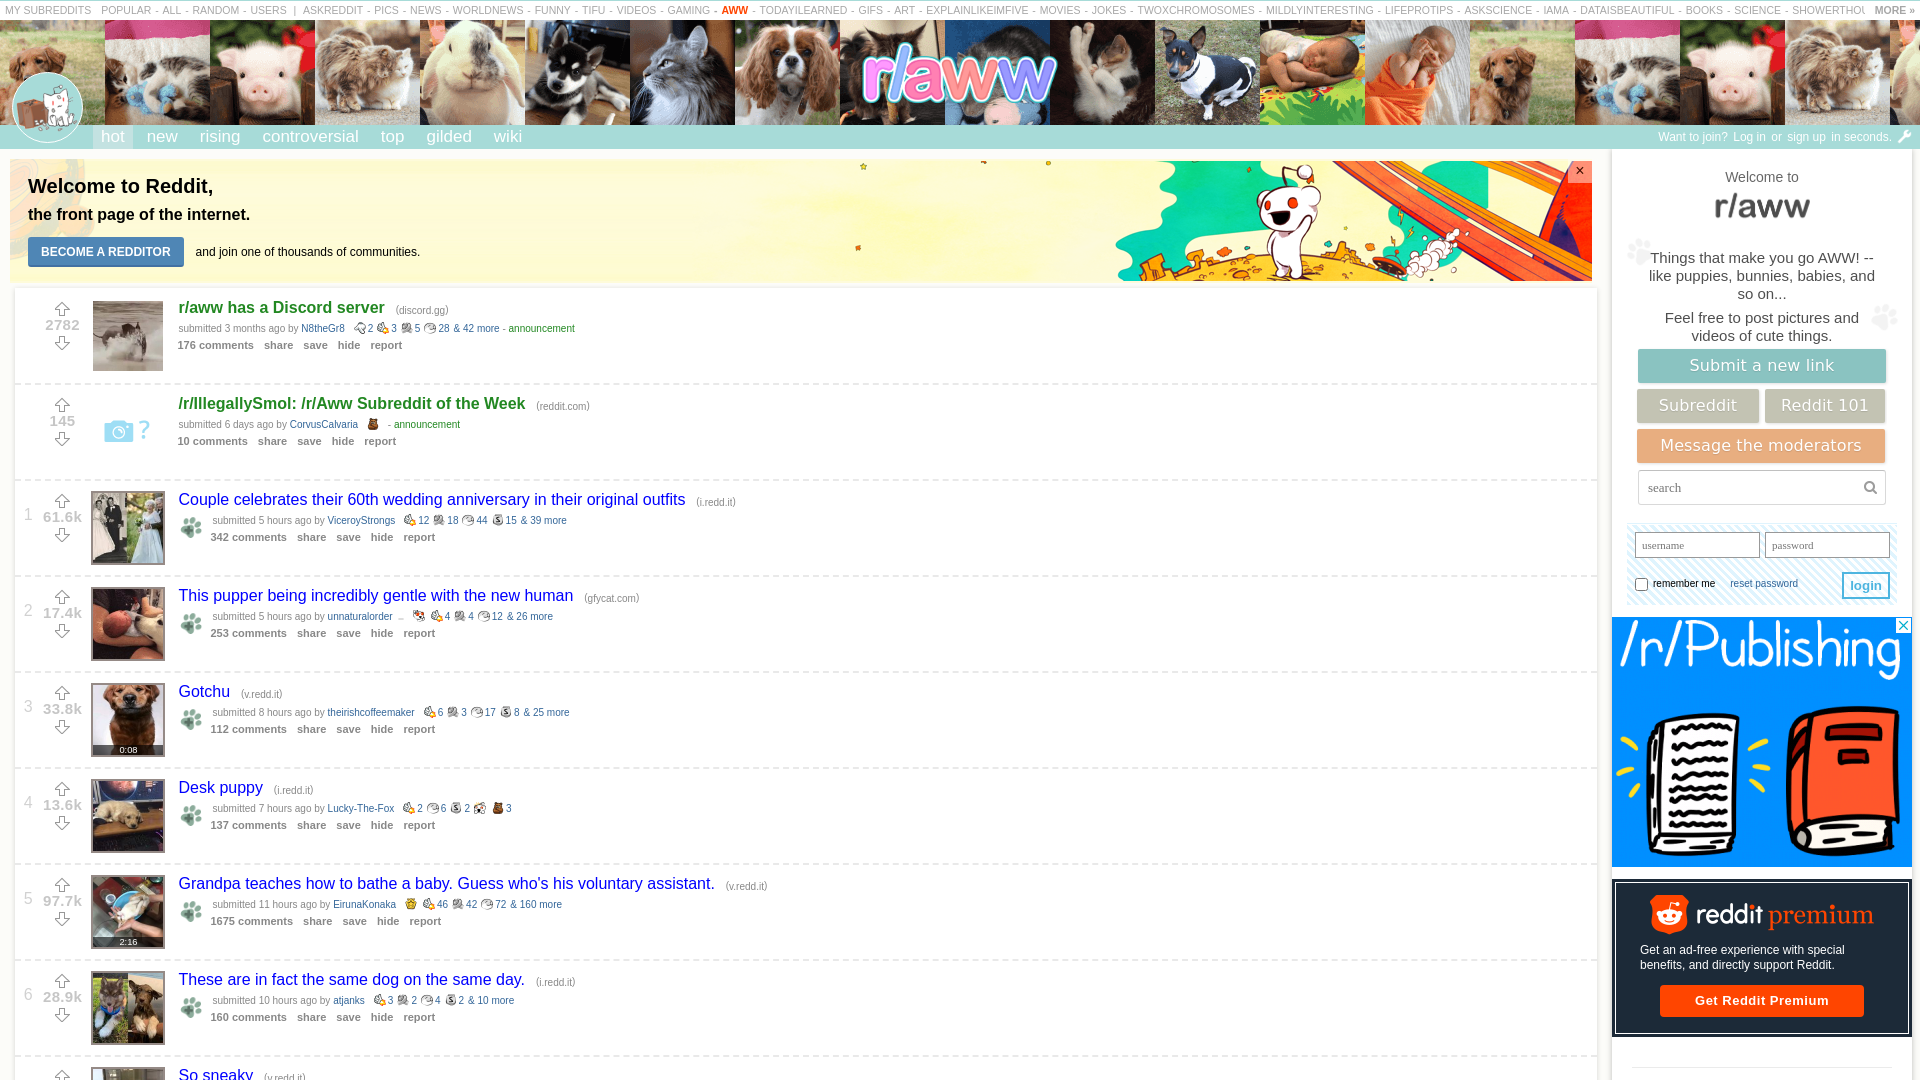 MY SUBREDDITS POPULAR - ALL - RANDOM - USERS | ASKREDDIT - PICS - NEWS - WORLDNEWS - FUNNY - TIFU - VIDEOS - GAMING - AWW - TODAYILEARNED - GIFS - ART - EXPLAINLIKEIMFIVE - MOVIES - JOKES - TWOXCHROMOSOMES - MILDLYINTERESTING - LIFEPROTIPS - ASKSCIENCE - IAMA - DATAISBEAUTIFUL - BOOKS - SCIENCE - SHOWERTHOU MORE »
r/aww
hot new rising controversial top gilded wiki
Want to join? Log in or sign up in seconds.
Welcome to Reddit,
the front page of the internet.
BECOME A REDDITOR and join one of thousands of communities.
×
2782
r/aww has a Discord server (discord.gg)
submitted 3 months ago by N8theGr8 2 3 5 28 & 42 more - announcement
176 comments share save hide report
145
?
/r/IllegallySmol: /r/Aww Subreddit of the Week (reddit.com)
submitted 6 days ago by CorvusCalvaria - announcement
10 comments share save hide report
1
61.6k
Couple celebrates their 60th wedding anniversary in their original outfits (i.redd.it)
submitted 5 hours ago by ViceroyStrongs 12 18 44 15 & 39 more
342 comments share save hide report
2
17.4k
This pupper being incredibly gentle with the new human (gfycat.com)
submitted 5 hours ago by unnaturalorder 4 4 12 & 26 more
253 comments share save hide report
3
33.8k
0:08
Gotchu (v.redd.it)
submitted 8 hours ago by theirishcoffeemaker 6 3 17 8 & 25 more
112 comments share save hide report
4
13.6k
Desk puppy (i.redd.it)
submitted 7 hours ago by Lucky-The-Fox 2 6 2 3
137 comments share save hide report
5
97.7k
2:16
Grandpa teaches how to bathe a baby. Guess who's his voluntary assistant. (v.redd.it)
submitted 11 hours ago by EirunaKonaka 46 42 72 & 160 more
1675 comments share save hide report
6
28.9k
These are in fact the same dog on the same day. (i.redd.it)
submitted 10 hours ago by atjanks 3 2 4 2 & 10 more
160 comments share save hide report
So sneaky (v.redd.it)
Welcome to
r/aww
Things that make you go AWW! --
like puppies, bunnies, babies, and
so on...
Feel free to post pictures and
videos of cute things.
Submit a new link
Subreddit Reddit 101
Message the moderators
search
username password
remember me reset password login
/r/Publishing
reddit premium
Get an ad-free experience with special
benefits, and directly support Reddit.
Get Reddit Premium